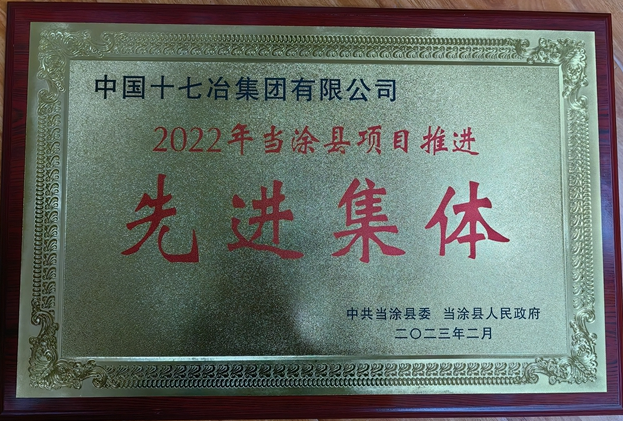 中国十七冶集团有限公司
2022年当涂县项目推进
先进集体
中共当涂县委 当涂县人民政府
二〇二三年二月